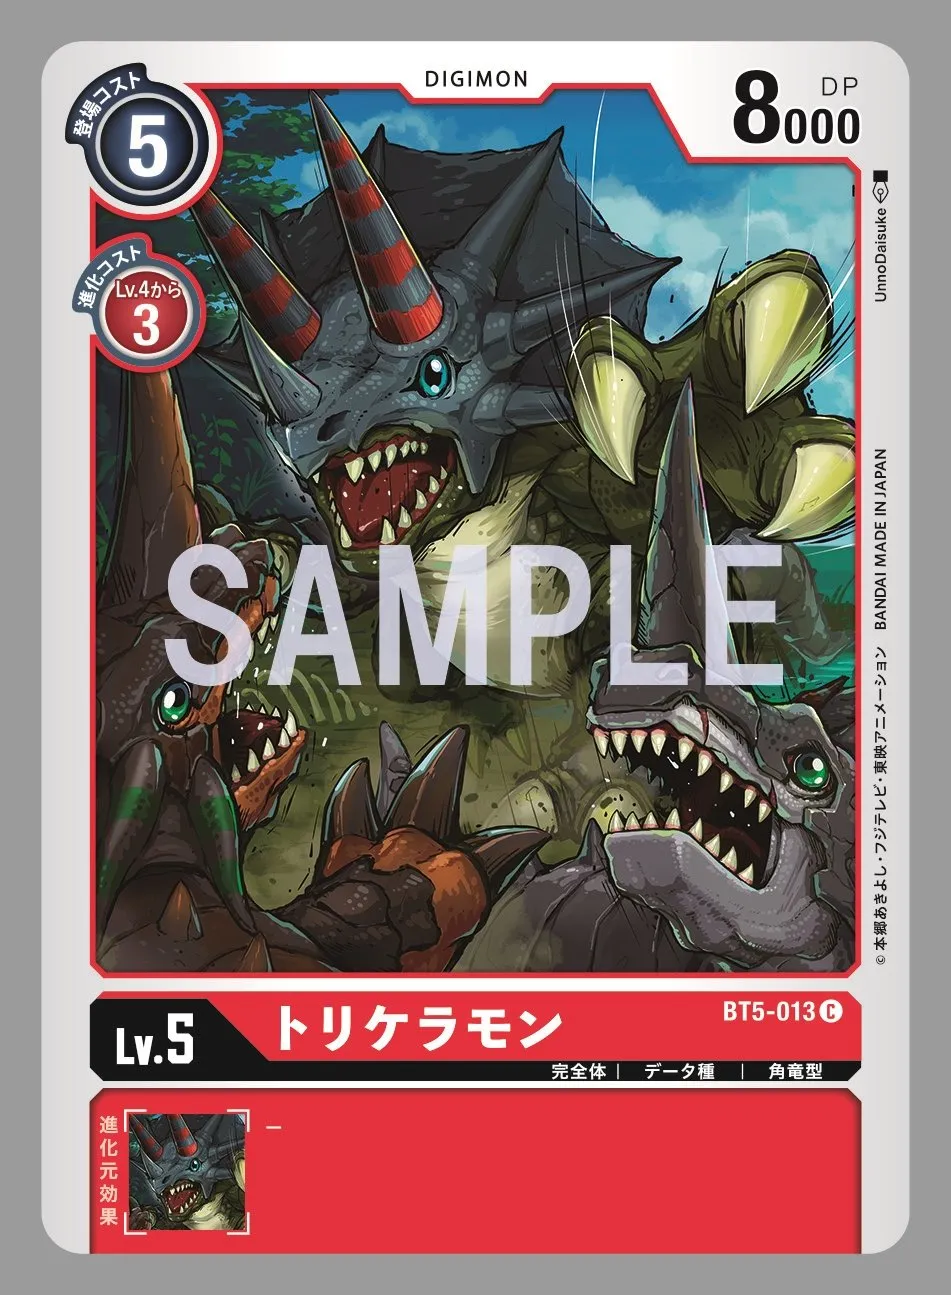 DIGIMON
登場コスト
5
DP
8000
進化コスト
Lv.4から
3
UnnoDaisuke
BANDAI MADE IN JAPAN
©本郷あきよし・フジテレビ・東映アニメーション
SAMPLE
Lv.5
トリケラモン
BT5-013 C
完全体 | データ種 | 角竜型
進化元効果
－